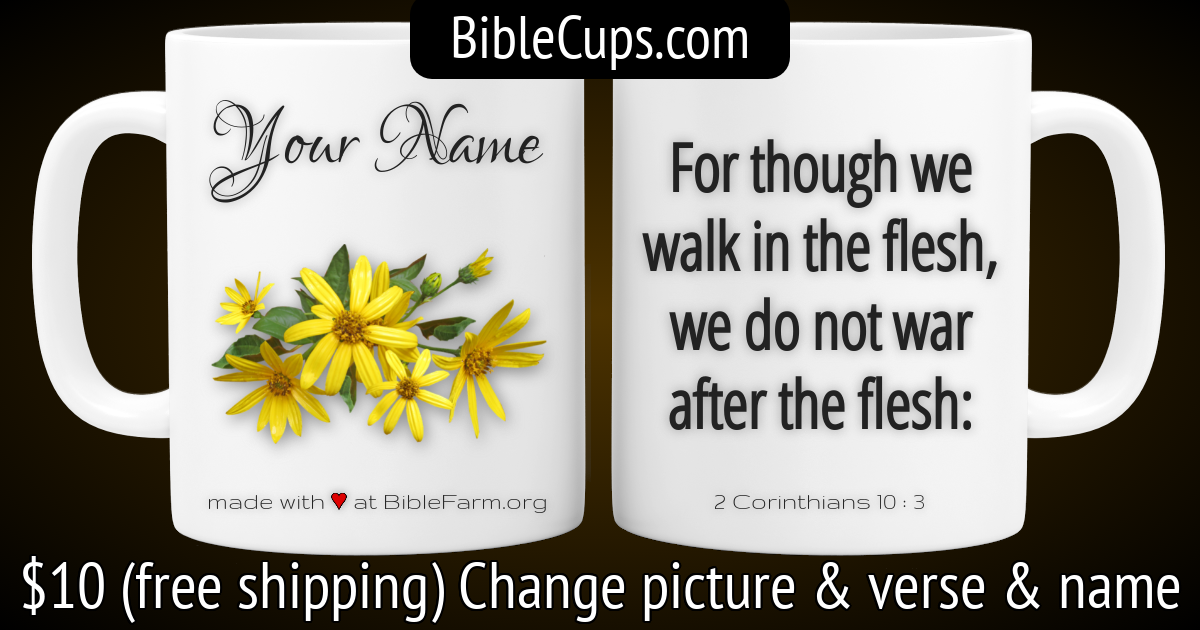 BibleCups.com
Your Name
made with ♥ at BibleFarm.org
For though we
walk in the flesh,
we do not war
after the flesh:
2 Corinthians 10 : 3
$10 (free shipping) Change picture & verse & name